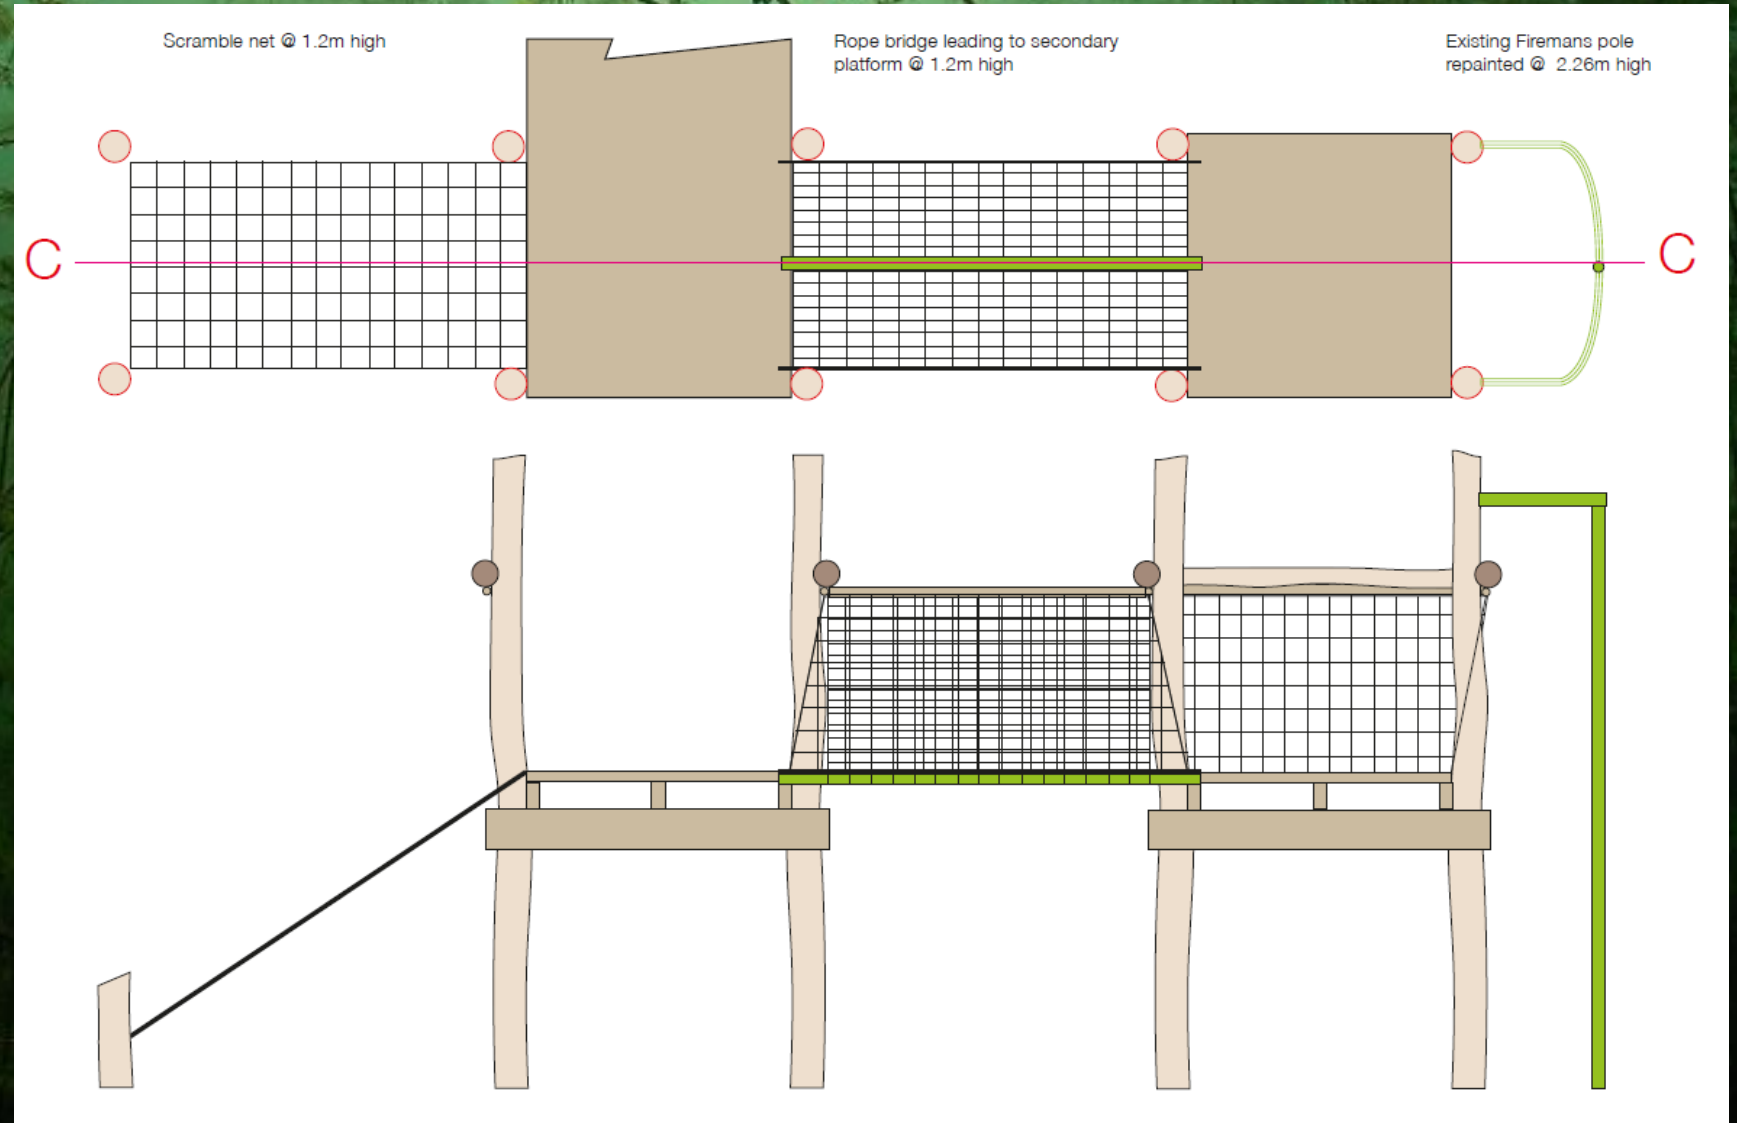 Scramble net @ 1.2m high
Rope bridge leading to secondary
platform @ 1.2m high
Existing Firemans pole
repainted @ 2.26m high
C
C